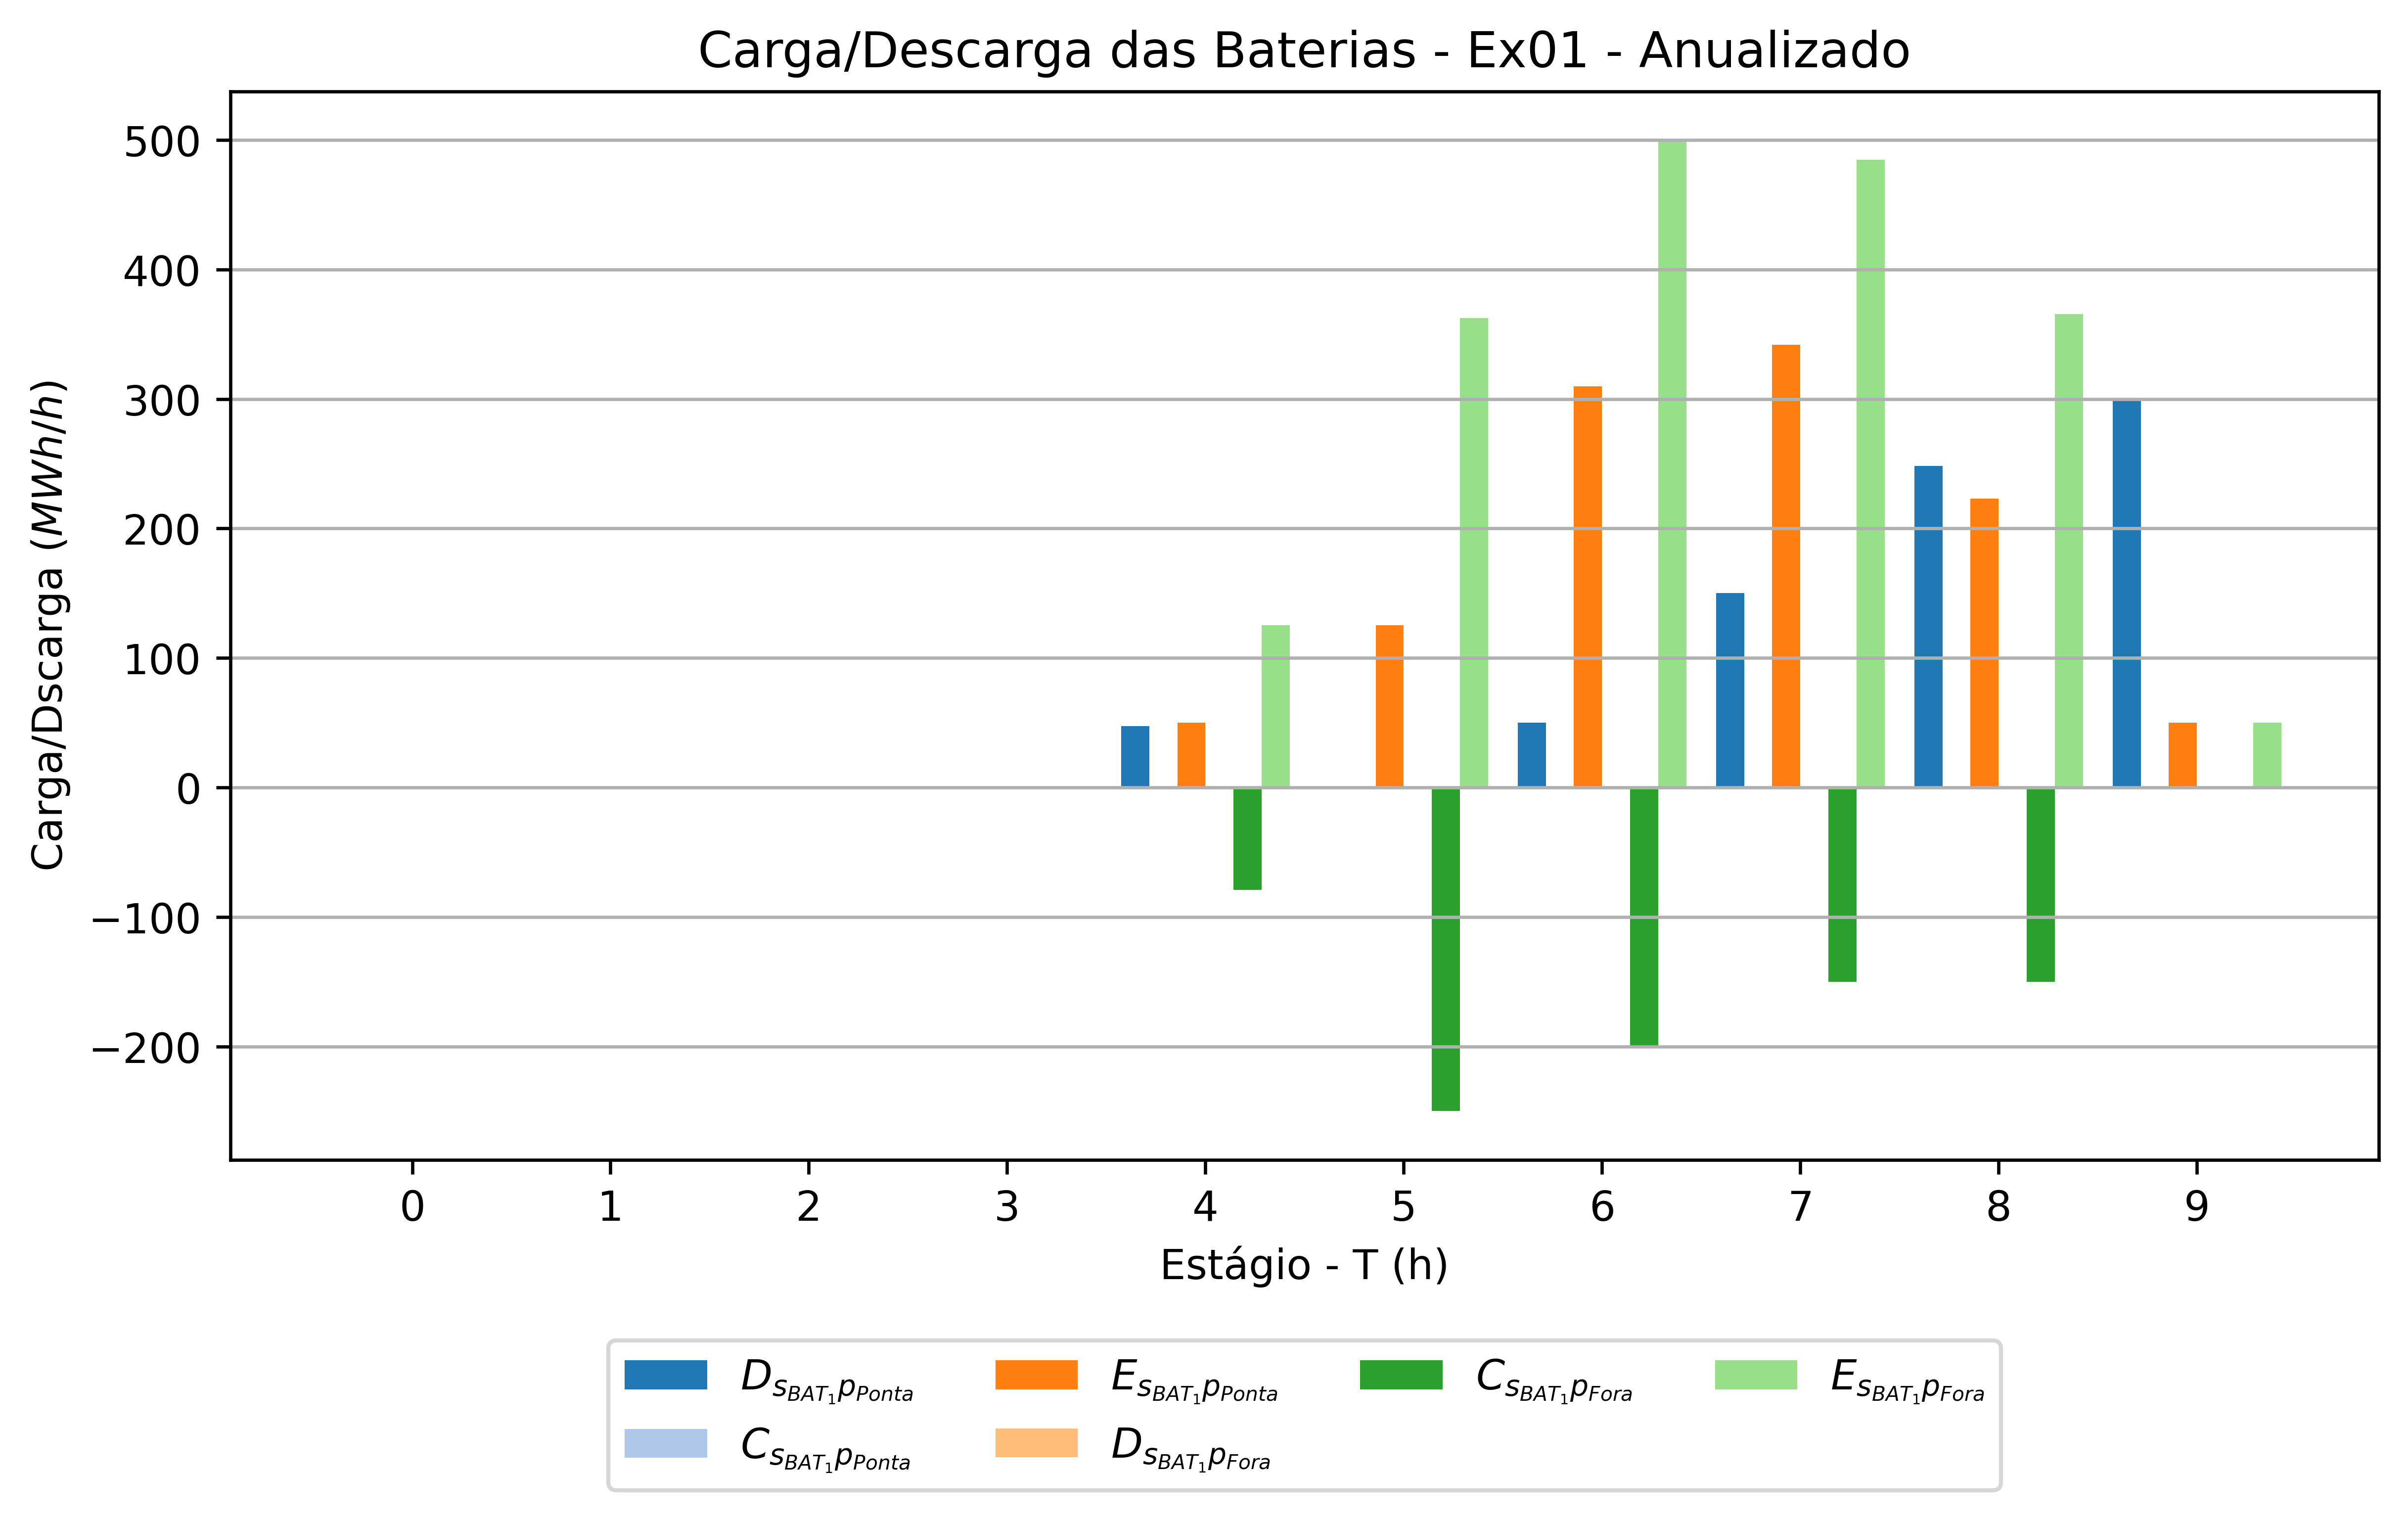 Carga/Descarga das Baterias - Ex01 - Anualizado
Carga/Dscarga (MWh/h)
500
400
300
200
100
0
−100
−200
0 1 2 3 4 5 6 7 8 9
Estágio - T (h)
D_{s_{BAT_1}p_{Ponta}} E_{s_{BAT_1}p_{Ponta}} C_{s_{BAT_1}p_{Fora}} E_{s_{BAT_1}p_{Fora}}
C_{s_{BAT_1}p_{Ponta}} D_{s_{BAT_1}p_{Fora}}